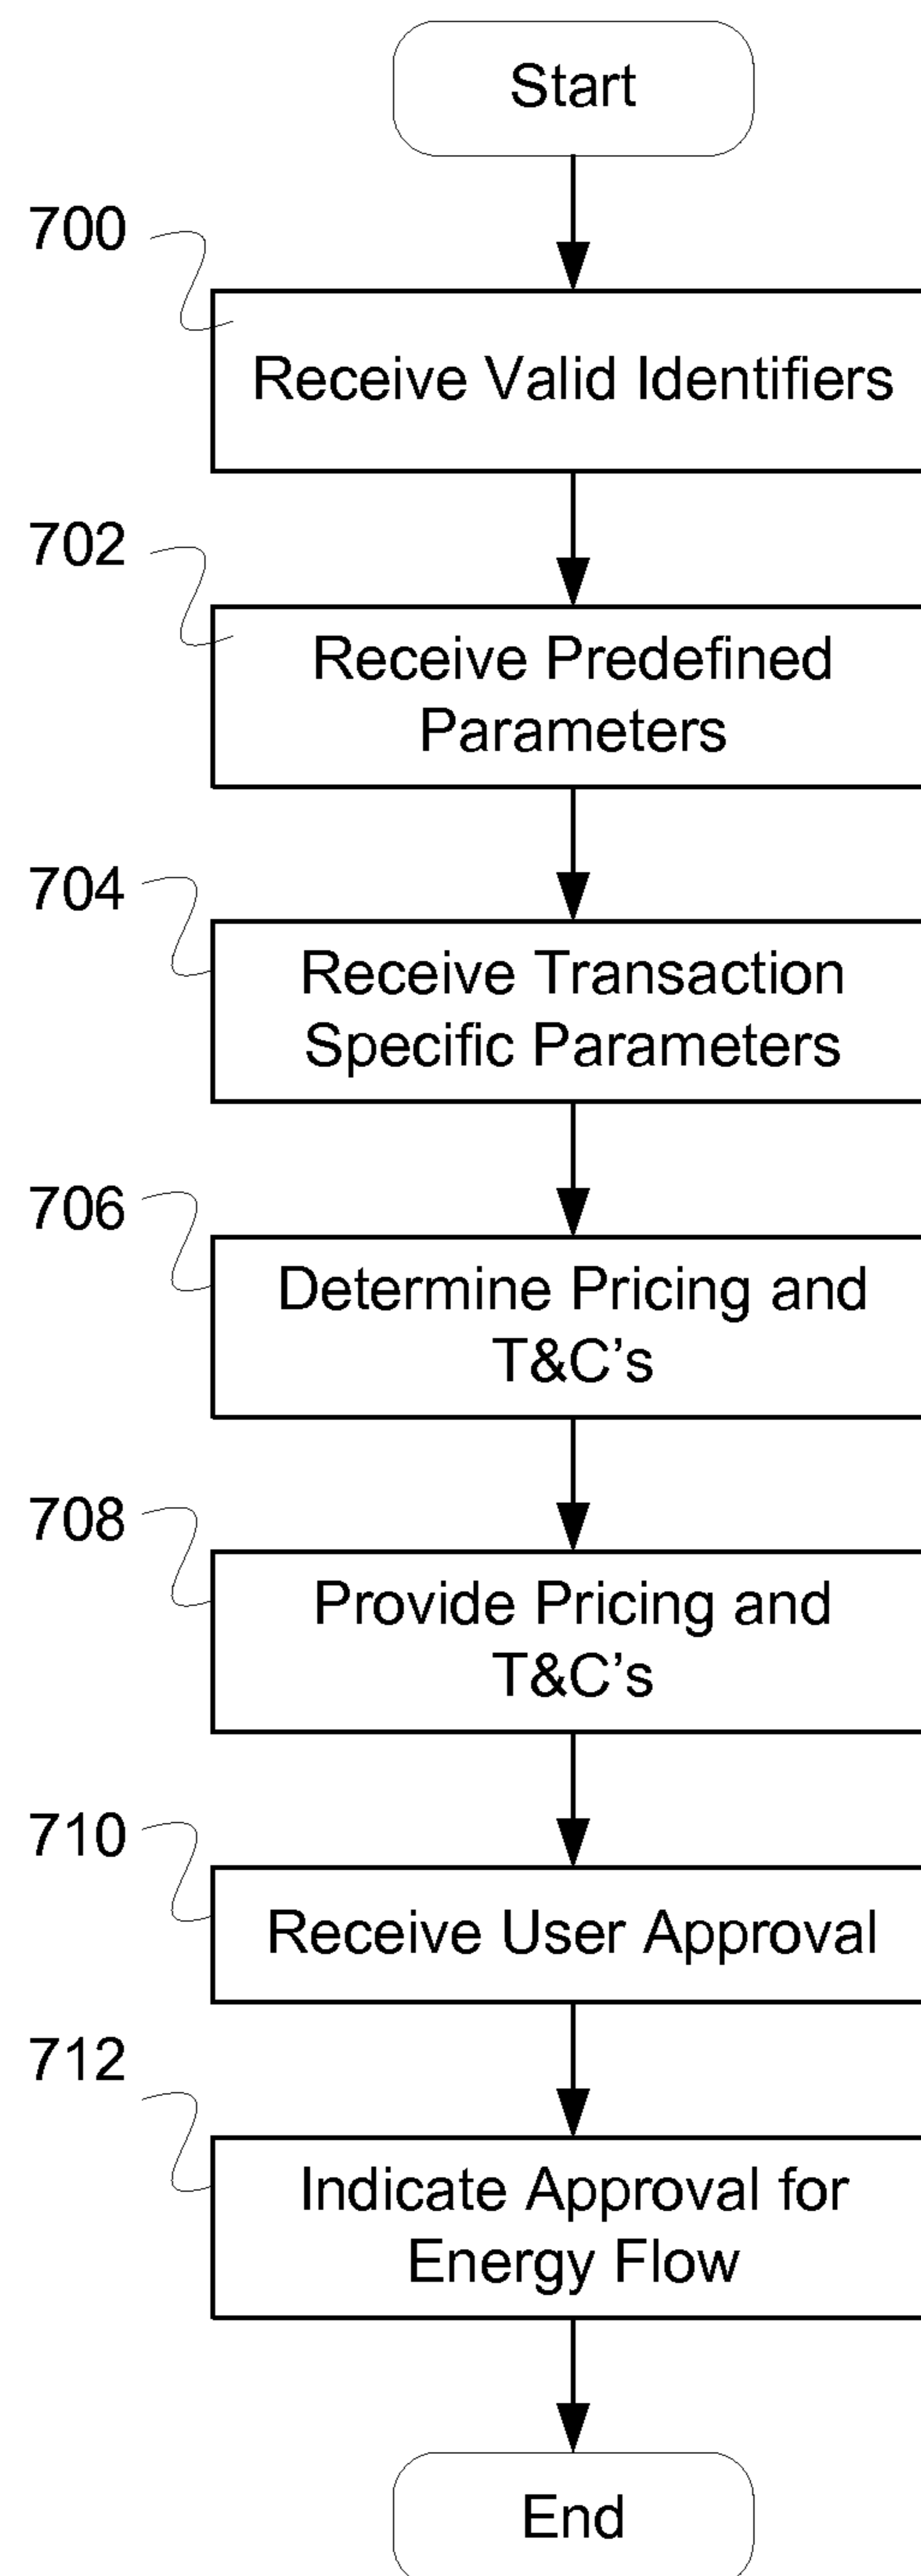 Start
700
Receive Valid Identifiers
702
Receive Predefined
Parameters
704
Receive Transaction
Specific Parameters
706
Determine Pricing and
T&C’s
708
Provide Pricing and
T&C’s
710
Receive User Approval
712
Indicate Approval for
Energy Flow
End